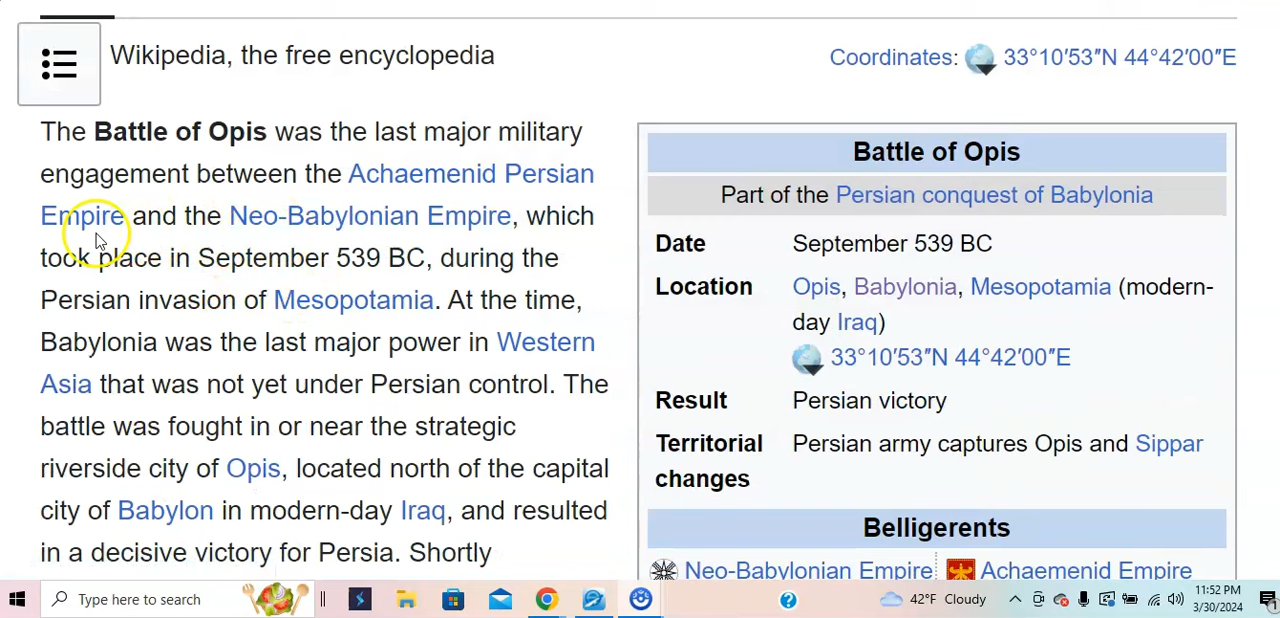 Wikipedia, the free encyclopedia
Coordinates: 33°10′53″N 44°42′00″E
The Battle of Opis was the last major military
engagement between the Achaemenid Persian
Empire and the Neo-Babylonian Empire, which
took place in September 539 BC, during the
Persian invasion of Mesopotamia. At the time,
Babylonia was the last major power in Western
Asia that was not yet under Persian control. The
battle was fought in or near the strategic
riverside city of Opis, located north of the capital
city of Babylon in modern-day Iraq, and resulted
in a decisive victory for Persia. Shortly
Battle of Opis
Part of the Persian conquest of Babylonia
Date September 539 BC
Location Opis, Babylonia, Mesopotamia (modern-
day Iraq)
33°10′53″N 44°42′00″E
Result Persian victory
Territorial Persian army captures Opis and Sippar
changes
Belligerents
Neo-Babylonian Empire Achaemenid Empire
Type here to search
42°F Cloudy
11:52 PM
3/30/2024
1